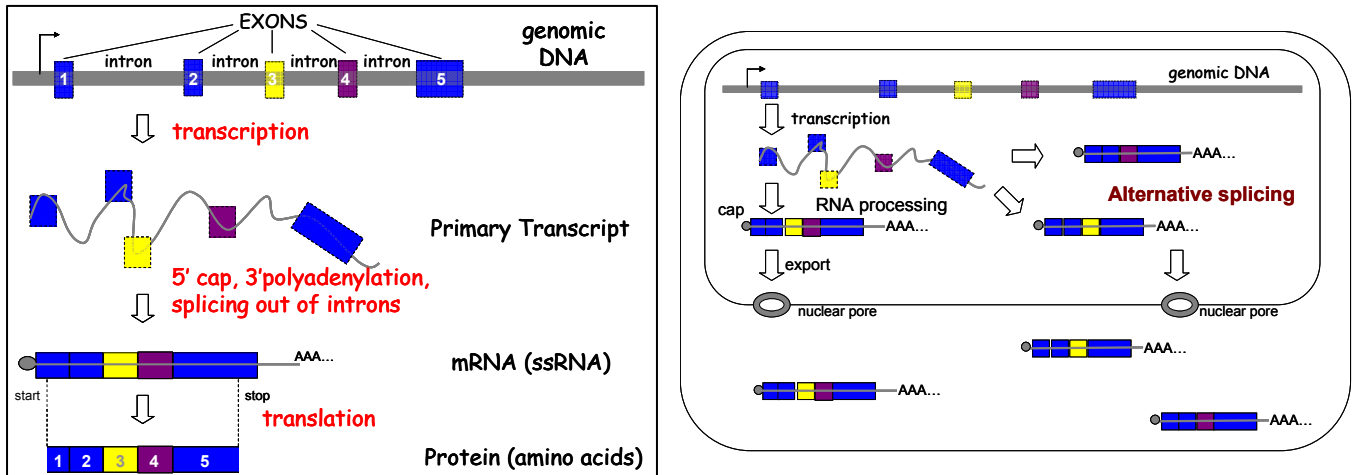 EXONS
genomic
DNA
intron intron intron intron
1 2 3 4 5
transcription
Primary Transcript
5' cap, 3'polyadenylation,
splicing out of introns
AAA...
mRNA (ssRNA)
start stop
translation
1 2 3 4 5
Protein (amino acids)
genomic DNA
transcription
AAA...
Alternative splicing
RNA processing
cap
AAA...
AAA...
export
nuclear pore
nuclear pore
AAA...
AAA...
AAA...